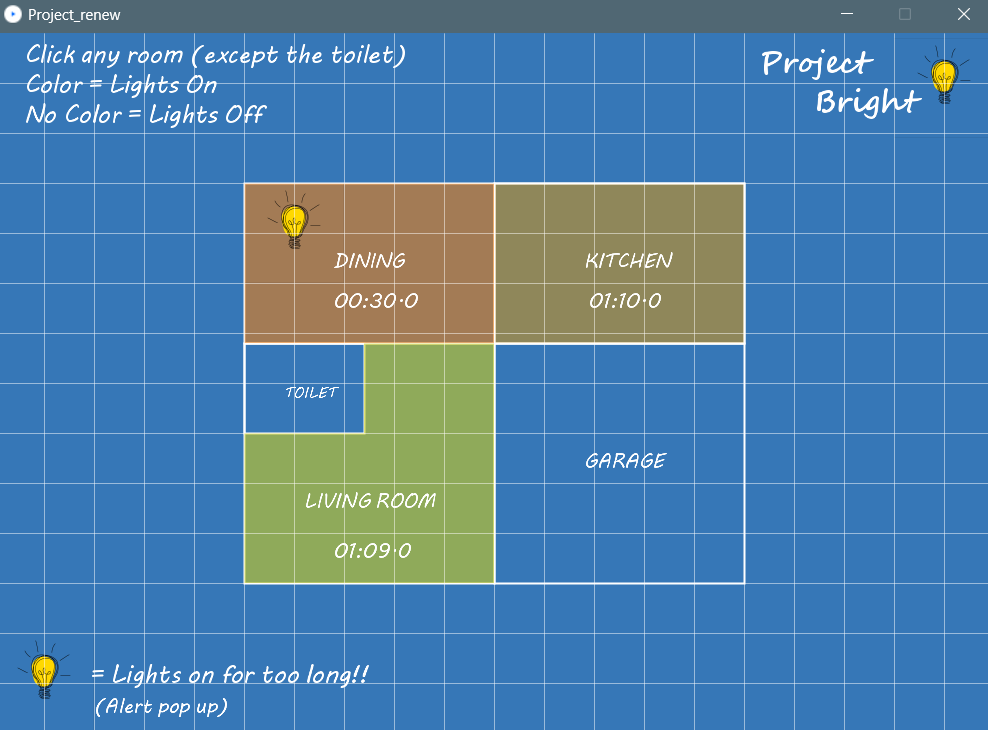 Project_renew
Click any room (except the toilet)
Color = Lights On
No Color = Lights Off
Project
Bright
DINING
00:30·0
KITCHEN
01:10·0
TOILET
GARAGE
LIVING ROOM
01:09·0
= Lights on for too long!!
(Alert pop up)